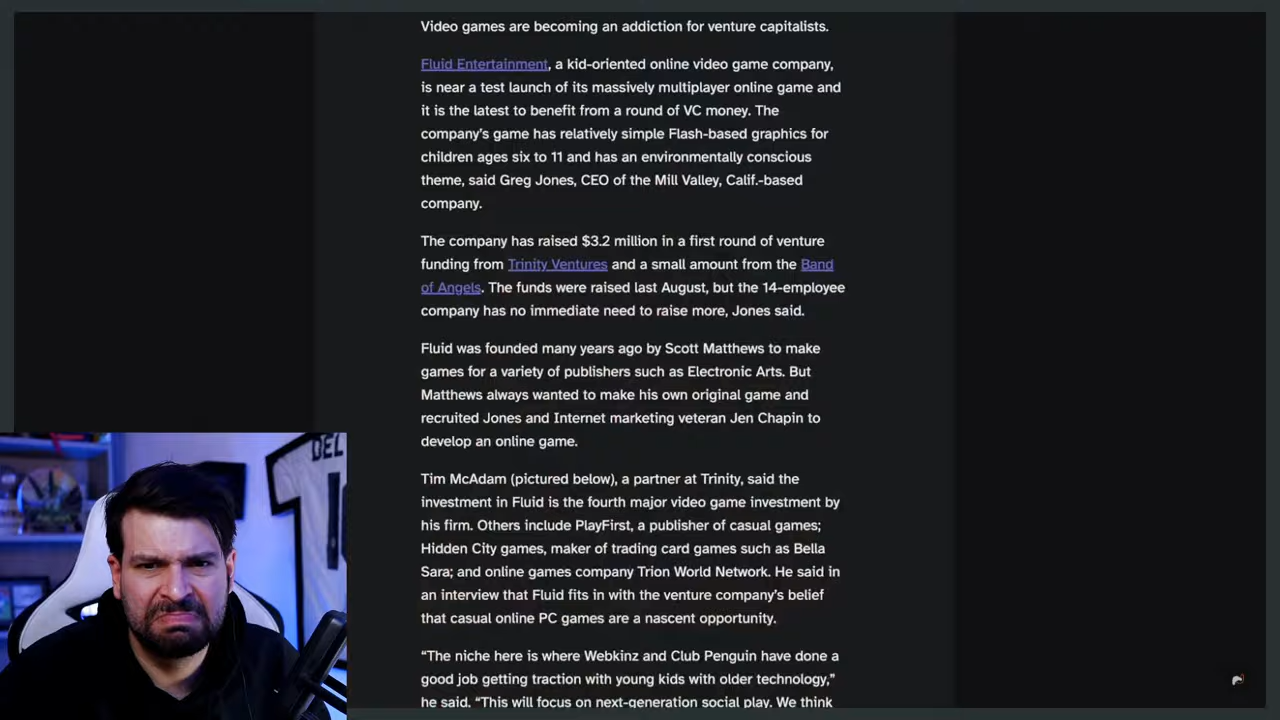 Video games are becoming an addiction for venture capitalists.
Fluid Entertainment, a kid-oriented online video game company,
is near a test launch of its massively multiplayer online game and
it is the latest to benefit from a round of VC money. The
company's game has relatively simple Flash-based graphics for
children ages six to 11 and has an environmentally conscious
theme, said Greg Jones, CEO of the Mill Valley, Calif.-based
company.
The company has raised $3.2 million in a first round of venture
funding from Trinity Ventures and a small amount from the Band
of Angels. The funds were raised last August, but the 14-employee
company has no immediate need to raise more, Jones said.
Fluid was founded many years ago by Scott Matthews to make
games for a variety of publishers such as Electronic Arts. But
Matthews always wanted to make his own original game and
recruited Jones and Internet marketing veteran Jen Chapin to
develop an online game.
Tim McAdam (pictured below), a partner at Trinity, said the
investment in Fluid is the fourth major video game investment by
his firm. Others include PlayFirst, a publisher of casual games;
Hidden City games, maker of trading card games such as Bella
Sara; and online games company Trion World Network. He said in
an interview that Fluid fits in with the venture company's belief
that casual online PC games are a nascent opportunity.
“The niche here is where Webkinz and Club Penguin have done a
good job getting traction with young kids with older technology,”
he said. “This will focus on next-generation social play. We think
DEL